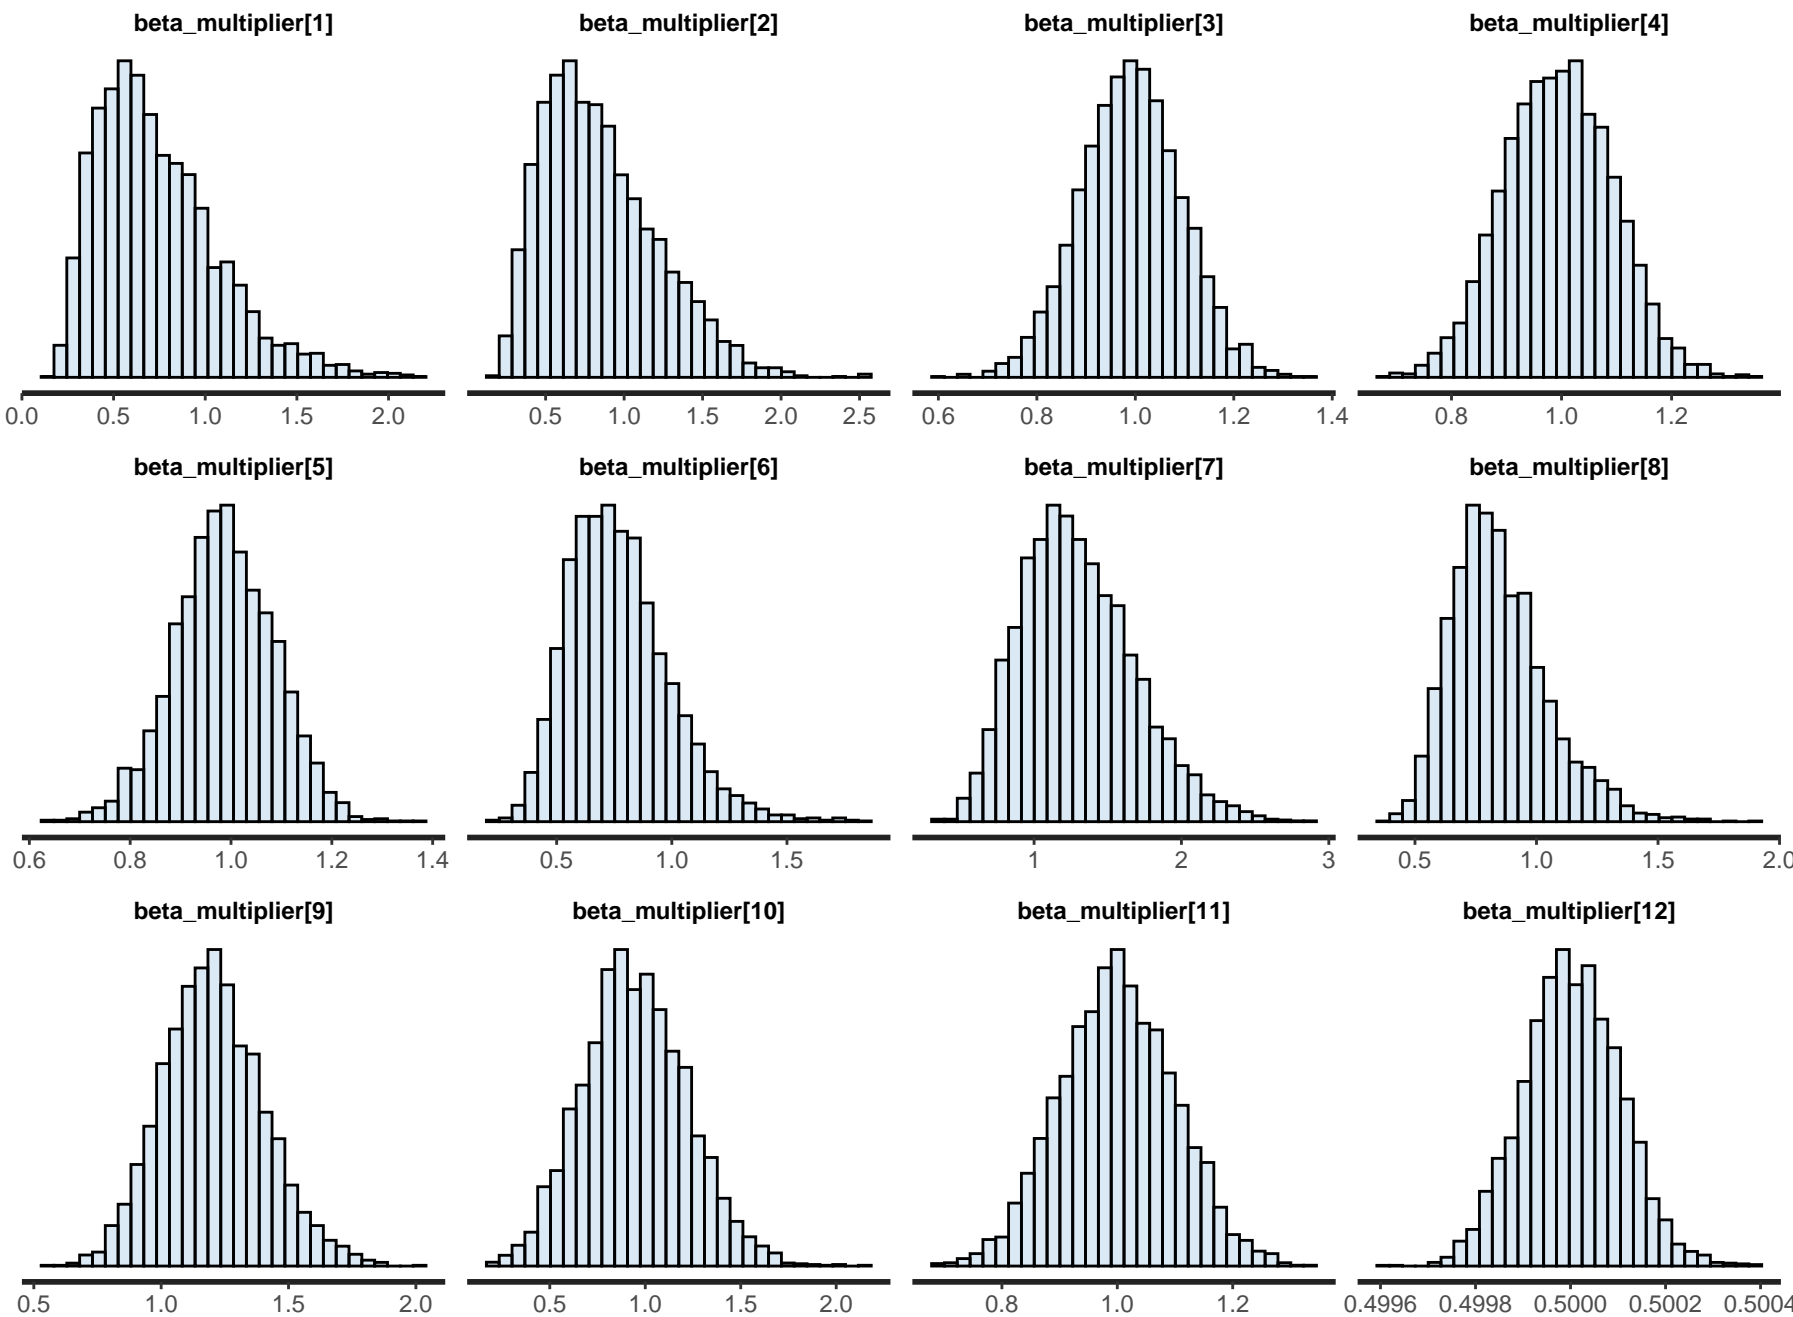 beta_multiplier[1] beta_multiplier[2] beta_multiplier[3] beta_multiplier[4]
0.0 0.5 1.0 1.5 2.0 0.5 1.0 1.5 2.0 2.5 0.6 0.8 1.0 1.2 1.4 0.8 1.0 1.2
beta_multiplier[5] beta_multiplier[6] beta_multiplier[7] beta_multiplier[8]
0.6 0.8 1.0 1.2 1.4 0.5 1.0 1.5 1 2 3 0.5 1.0 1.5 2.0
beta_multiplier[9] beta_multiplier[10] beta_multiplier[11] beta_multiplier[12]
0.5 1.0 1.5 2.0 0.5 1.0 1.5 2.0 0.8 1.0 1.2 0.4996 0.4998 0.5000 0.5002 0.5004